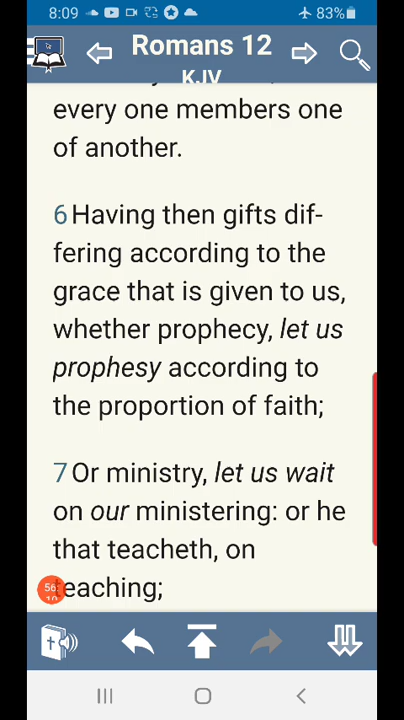 8:09
83%
Romans 12
KJV
every one members one
of another.
6 Having then gifts dif-
fering according to the
grace that is given to us,
whether prophecy, let us
prophesy according to
the proportion of faith;
7 Or ministry, let us wait
on our ministering: or he
that teacheth, on
teaching;